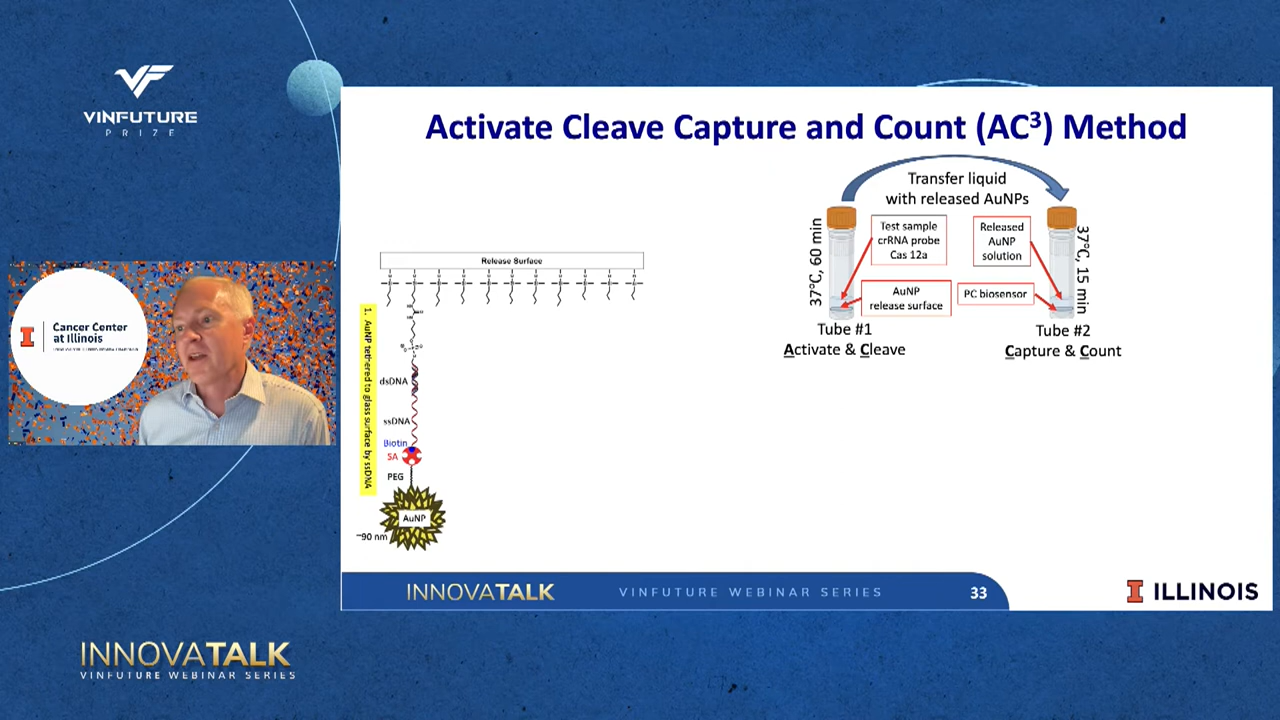 VINFUTURE
PRIZE
Cancer Center
at Illinois
Activate Cleave Capture and Count (AC³) Method
Transfer liquid
with released AuNPs
37°C, 60 min
Test sample
crRNA probe
Cas 12a
AuNP
release surface
Released
AuNP
solution
PC biosensor
37°C, 15 min
Tube #1
Activate & Cleave
Tube #2
Capture & Count
Release Surface
1. AuNP tethered to glass surface by ssDNA
dsDNA
ssDNA
Biotin
SA
PEG
AuNP
~90 nm
INNOVATALK
VINFUTURE WEBINAR SERIES
33
I ILLINOIS
INNOVATALK
VINFUTURE WEBINAR SERIES